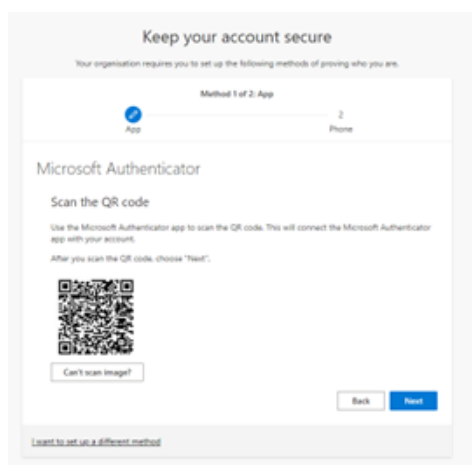 Keep your account secure
Your organisation requires you to set up the following methods of proving who you are.
Method 1 of 2: App
App
2
Phone
Microsoft Authenticator
Scan the QR code
Use the Microsoft Authenticator app to scan the QR code. This will connect the Microsoft Authenticator
app with your account.
After you scan the QR code, choose "Next".
Can't scan image?
Back Next
I want to set up a different method